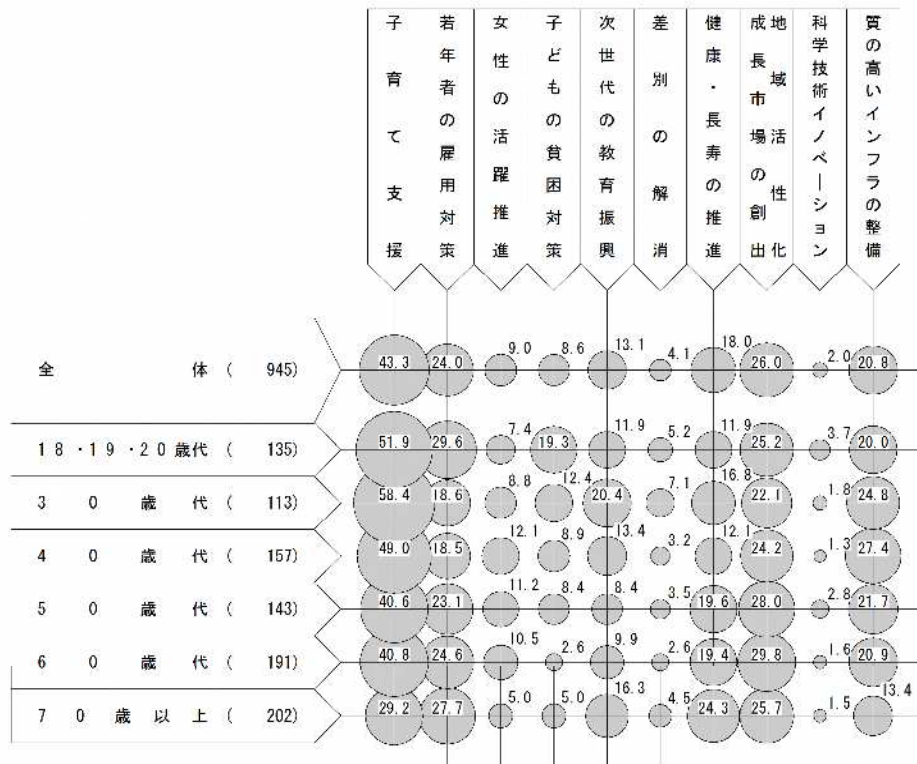 子育て支援
若年者の雇用対策
女性の活躍推進
子どもの貧困対策
次世代の教育振興
差別の解消
健康・長寿の推進
地域活性化
成長市場の創出
科学技術イノベーション
質の高いインフラの整備
全体 ( 945) 43.3 24.0 9.0 8.6 13.1 4.1 18.0 26.0 2.0 20.8
18・19・20歳代 ( 135) 51.9 29.6 7.4 19.3 11.9 5.2 11.9 25.2 3.7 20.0
30歳代 ( 113) 58.4 18.6 8.8 12.4 20.4 7.1 16.8 22.1 1.8 24.8
40歳代 ( 157) 49.0 18.5 12.1 8.9 13.4 3.2 12.1 24.2 1.3 27.4
50歳代 ( 143) 40.6 23.1 11.2 8.4 8.4 3.5 19.6 28.0 2.8 21.7
60歳代 ( 191) 40.8 24.6 10.5 2.6 9.9 2.6 19.4 29.8 1.6 20.9
70歳以上 ( 202) 29.2 27.7 5.0 5.0 16.3 4.5 24.3 25.7 1.5 13.4